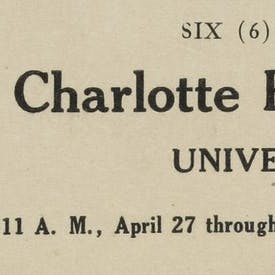 SIX (6)
Charlotte
UNIVE
11 A. M., April 27 through